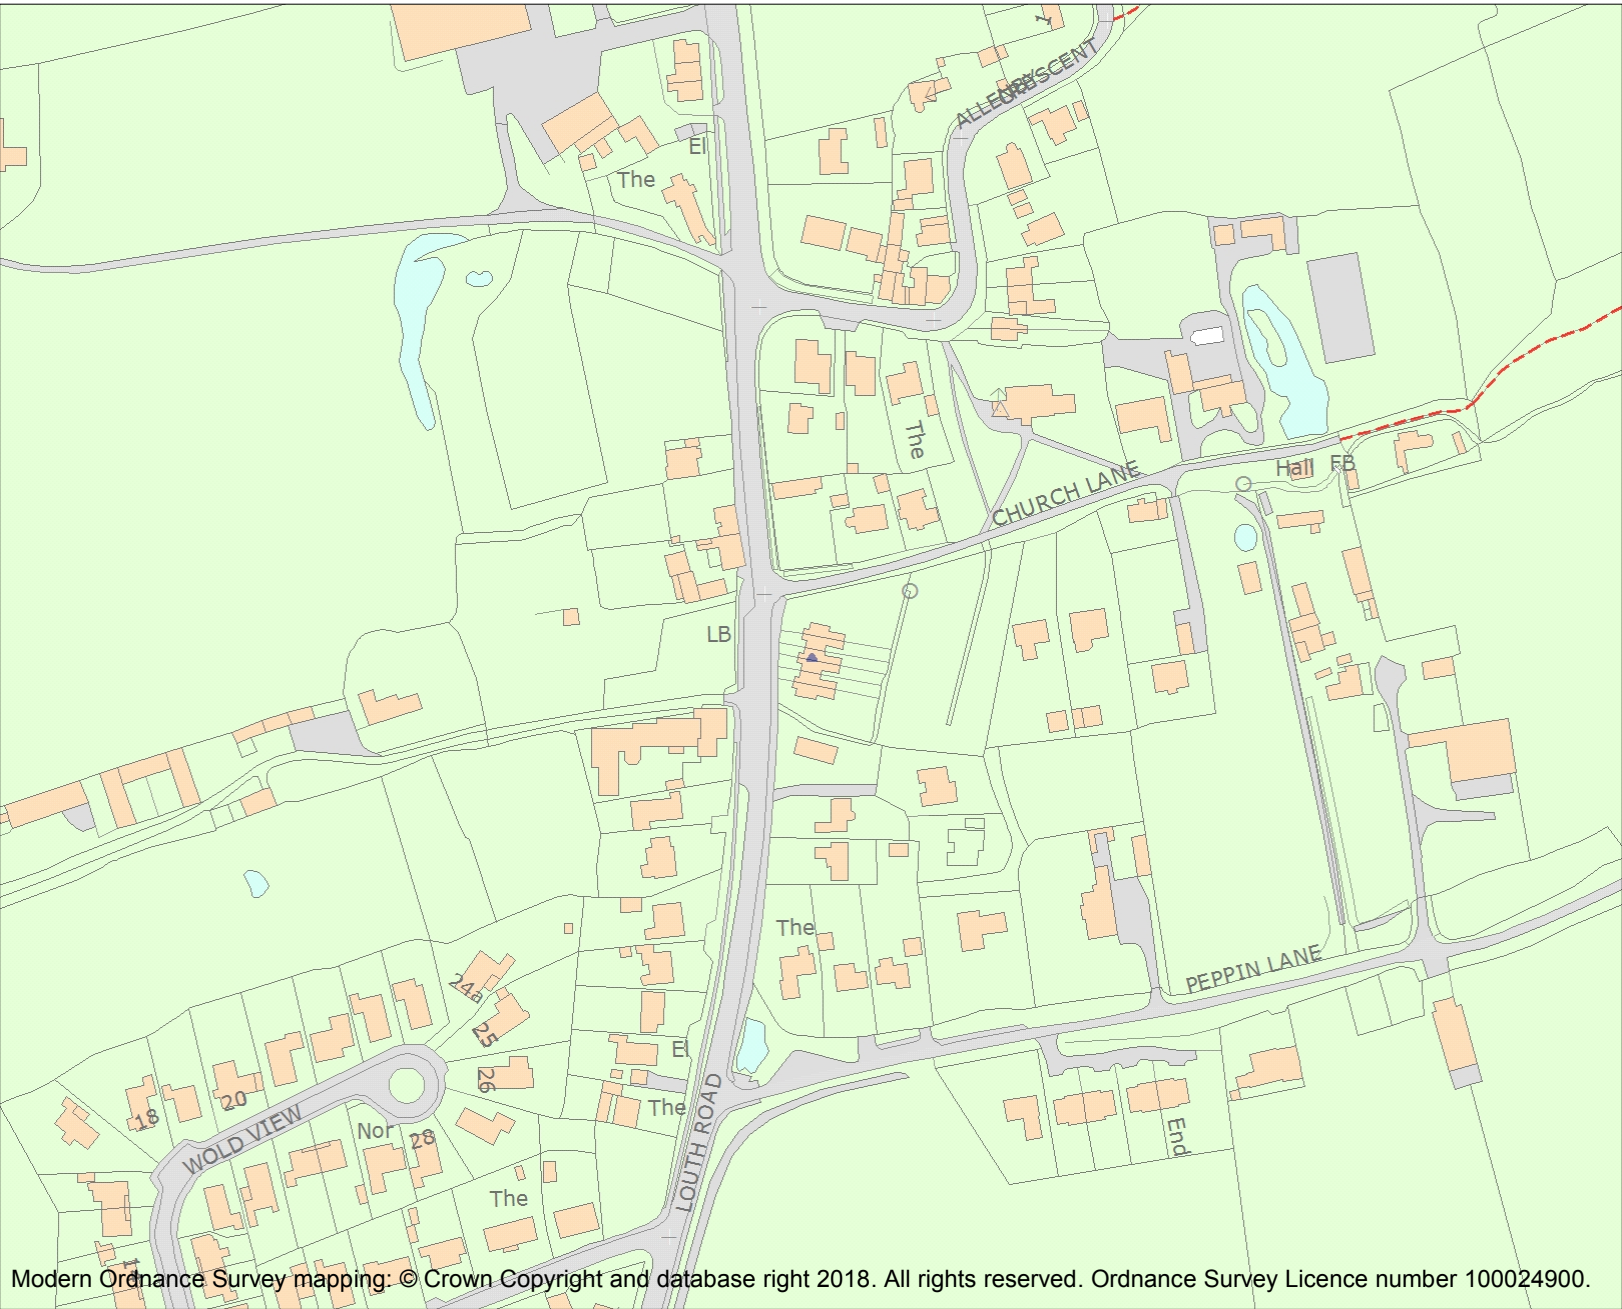 1
ALLENBY
CRESCENT
El
The
The
CHURCH LANE
Hall
FB
LB
The
PEPPIN LANE
24a
25
El
26
20
The
18
Nor
28
WOLD VIEW
LOUTH ROAD
End
The
Modern Ordnance Survey mapping: © Crown Copyright and database right 2018. All rights reserved. Ordnance Survey Licence number 100024900.